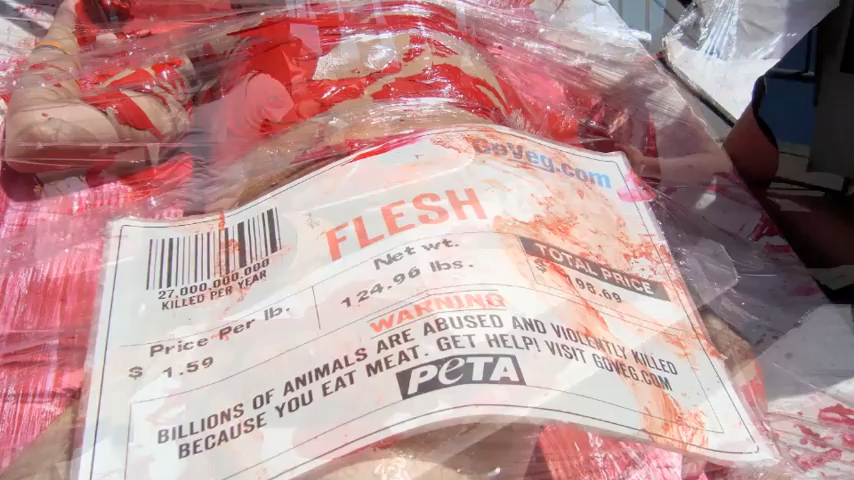 GoVeg.com
FLESH
27,000,000,000
KILLED PER YEAR
Net wt.
124.96 lbs.
TOTAL PRICE
$ 198.69
Price Per lb.
$ 1.59
WARNING
BILLIONS OF ANIMALS ARE ABUSED AND VIOLENTLY KILLED
BECAUSE YOU EAT MEAT. GET HELP! VISIT GOVEG.COM
PETA